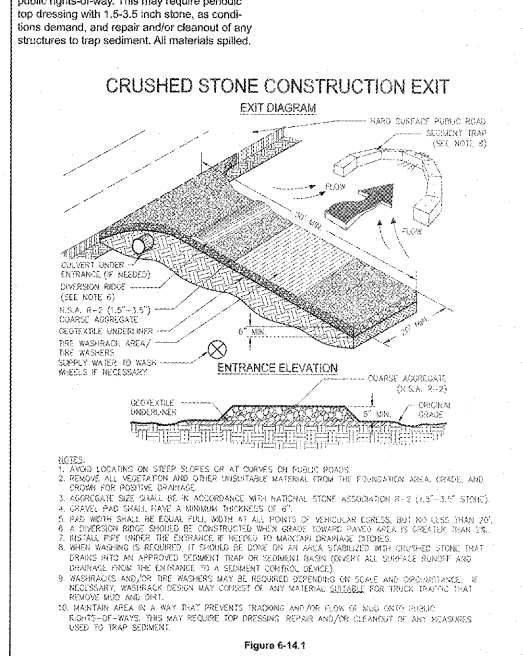 public rights-of-way. This may require periodic
top dressing with 1.5-3.5 inch stone, as condi-
tions demand, and repair and/or cleanout of any
structures to trap sediment. All materials spilled.
CRUSHED STONE CONSTRUCTION EXIT
EXIT DIAGRAM
HARD SURFACE PUBLIC ROAD
SEDIMENT TRAP
(SEE NOTE 8)
FLOW
50' MIN.
FLOW
CULVERT UNDER
ENTRANCE (IF NEEDED)
DIVERSION RIDGE
(SEE NOTE 6)
N.S.A. R-2 (1.5"-3.5")
COARSE AGGREGATE
GEOTEXTILE UNDERLINER
TIRE WASHRACK AREA/
TIRE WASHERS
SUPPLY WATER TO WASH
WHEELS IF NECESSARY
6" MIN.
20' MIN.
ENTRANCE ELEVATION
COARSE AGGREGATE
(N.S.A. R-2)
GEOTEXTILE
UNDERLINER
6" MIN.
ORIGINAL
GRADE
NOTES:
1. AVOID LOCATING ON STEEP SLOPES OR AT CURVES ON PUBLIC ROADS.
2. REMOVE ALL VEGETATION AND OTHER UNSUITABLE MATERIAL FROM THE FOUNDATION AREA, GRADE, AND
CROWN FOR POSITIVE DRAINAGE.
3. AGGREGATE SIZE SHALL BE IN ACCORDANCE WITH NATIONAL STONE ASSOCIATION R-2 (1.5"-3.5" STONE).
4. GRAVEL PAD SHALL HAVE A MINIMUM THICKNESS OF 6".
5. PAD WIDTH SHALL BE EQUAL FULL WIDTH AT ALL POINTS OF VEHICULAR EGRESS, BUT NO LESS THAN 20'.
6. A DIVERSION RIDGE SHOULD BE CONSTRUCTED WHEN GRADE TOWARD PAVED AREA IS GREATER THAN 2%.
7. INSTALL PIPE UNDER THE ENTRANCE IF NEEDED TO MAINTAIN DRAINAGE DITCHES.
8. WHEN WASHING IS REQUIRED, IT SHOULD BE DONE ON AN AREA STABILIZED WITH CRUSHED STONE THAT
DRAINS INTO AN APPROVED SEDIMENT TRAP OR SEDIMENT BASIN (DIVERT ALL SURFACE RUNOFF AND
DRAINAGE FROM THE ENTRANCE TO A SEDIMENT CONTROL DEVICE).
9. WASHRACKS AND/OR TIRE WASHERS MAY BE REQUIRED DEPENDING ON SCALE AND CIRCUMSTANCE. IF
NECESSARY, WASHRACK DESIGN MAY CONSIST OF ANY MATERIAL SUITABLE FOR TRUCK TRAFFIC THAT
REMOVE MUD AND DIRT.
10. MAINTAIN AREA IN A WAY THAT PREVENTS TRACKING AND/OR FLOW OF MUD ONTO PUBLIC
RIGHTS-OF-WAYS. THIS MAY REQUIRE TOP DRESSING, REPAIR AND/OR CLEANOUT OF ANY MEASURES
USED TO TRAP SEDIMENT.
Figure 6-14.1